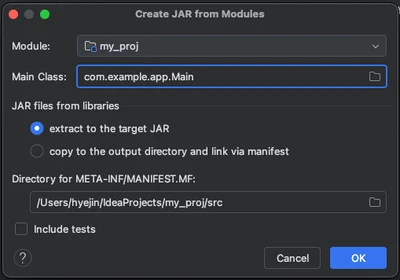 Create JAR from Modules
Module: my_proj
Main Class: com.example.app.Main
JAR files from libraries
extract to the target JAR
copy to the output directory and link via manifest
Directory for META-INF/MANIFEST.MF:
/Users/hyejin/IdeaProjects/my_proj/src
Include tests
? Cancel OK